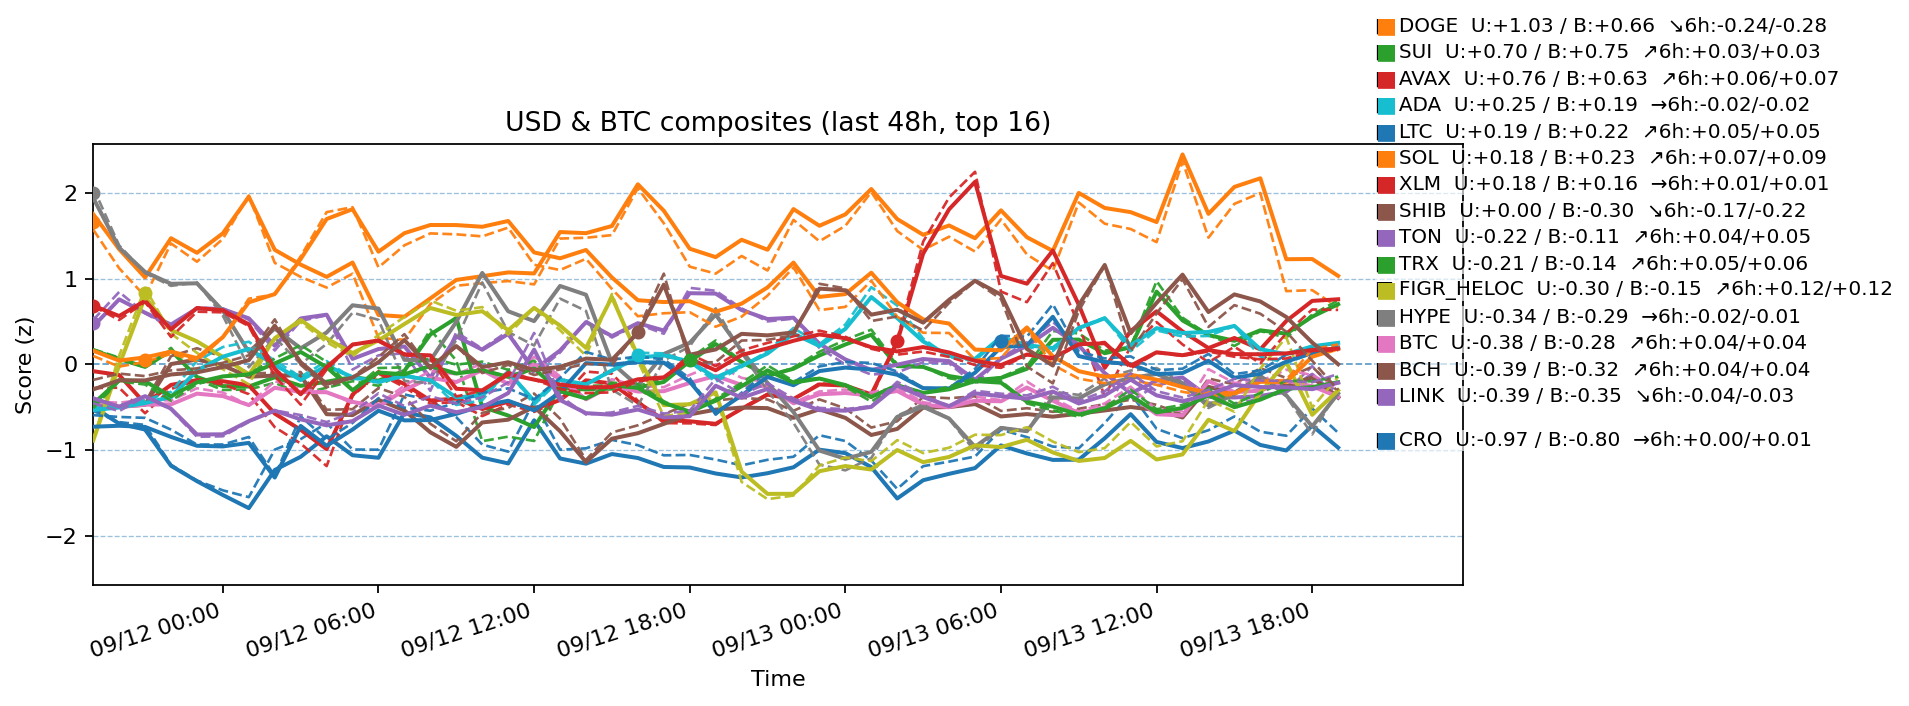 DOGE U:+1.03 / B:+0.66 ↘6h:-0.24/-0.28
SUI U:+0.70 / B:+0.75 ↗6h:+0.03/+0.03
AVAX U:+0.76 / B:+0.63 ↗6h:+0.06/+0.07
ADA U:+0.25 / B:+0.19 →6h:-0.02/-0.02
LTC U:+0.19 / B:+0.22 ↗6h:+0.05/+0.05
SOL U:+0.18 / B:+0.23 ↗6h:+0.07/+0.09
XLM U:+0.18 / B:+0.16 →6h:+0.01/+0.01
SHIB U:+0.00 / B:-0.30 ↘6h:-0.17/-0.22
TON U:-0.22 / B:-0.11 ↗6h:+0.04/+0.05
TRX U:-0.21 / B:-0.14 ↗6h:+0.05/+0.06
FIGR_HELOC U:-0.30 / B:-0.15 ↗6h:+0.12/+0.12
HYPE U:-0.34 / B:-0.29 →6h:-0.02/-0.01
BTC U:-0.38 / B:-0.28 ↗6h:+0.04/+0.04
BCH U:-0.39 / B:-0.32 ↗6h:+0.04/+0.04
LINK U:-0.39 / B:-0.35 ↘6h:-0.04/-0.03
CRO U:-0.97 / B:-0.80 →6h:+0.00/+0.01
USD & BTC composites (last 48h, top 16)
Score (z)
2
1
0
−1
−2
09/12 00:00
09/12 06:00
09/12 12:00
09/12 18:00
09/13 00:00
09/13 06:00
09/13 12:00
09/13 18:00
Time